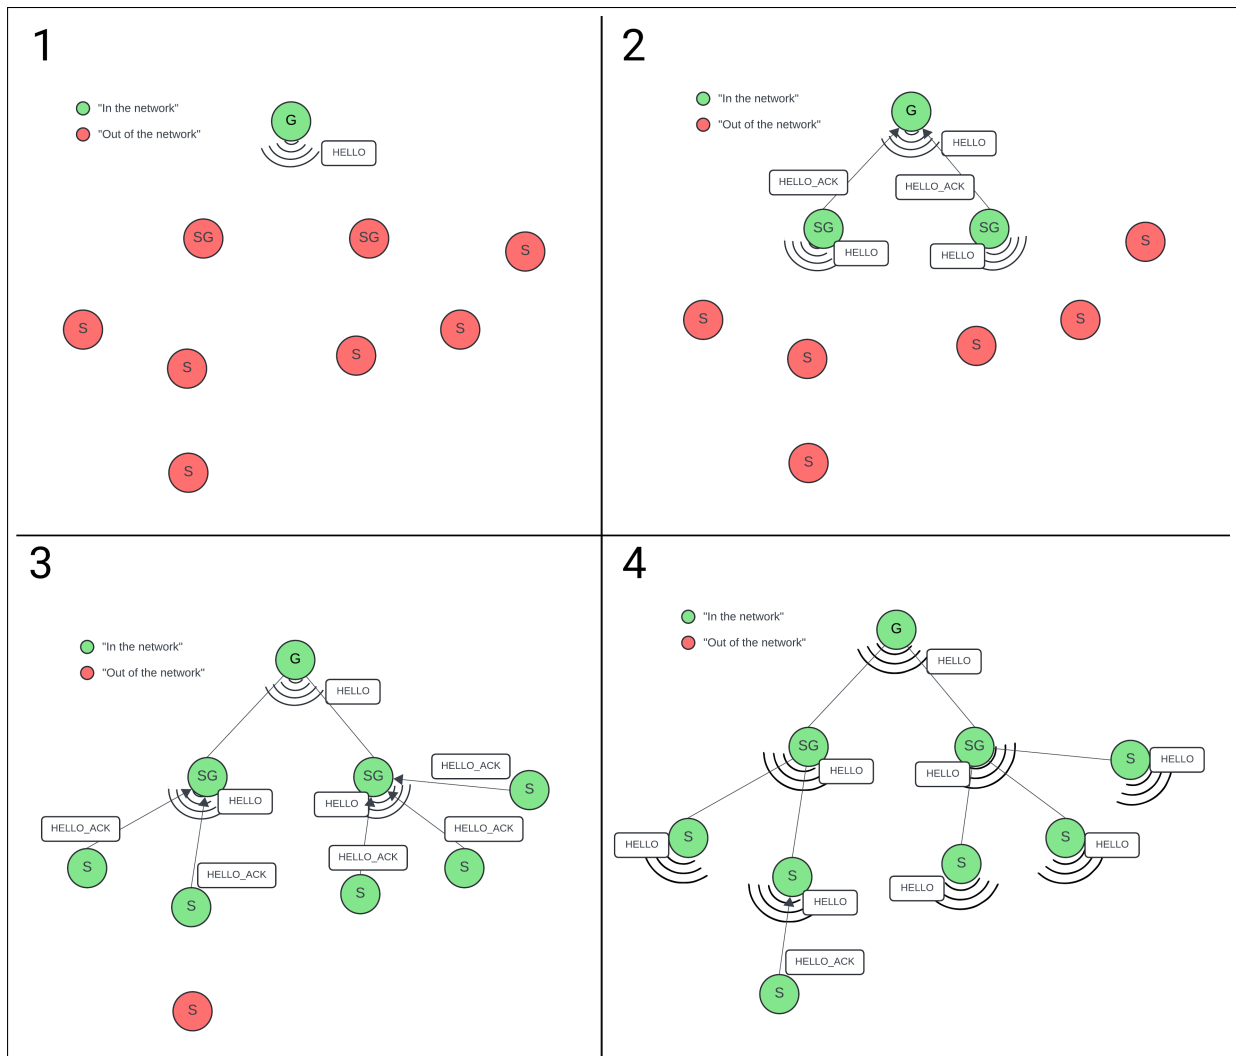 1
"In the network"
"Out of the network"
G
HELLO
SG
SG
S
S
S
S
S
S
2
"In the network"
"Out of the network"
G
HELLO
HELLO_ACK
HELLO_ACK
SG
SG
HELLO
HELLO
S
S
S
S
S
S
3
"In the network"
"Out of the network"
G
HELLO
SG
SG
HELLO_ACK
HELLO
HELLO
S
HELLO_ACK
HELLO_ACK
HELLO_ACK
S
S
HELLO_ACK
S
S
S
4
"In the network"
"Out of the network"
G
HELLO
SG
SG
S
HELLO
HELLO
HELLO
S
S
HELLO
HELLO
S
S
HELLO
HELLO
HELLO_ACK
S